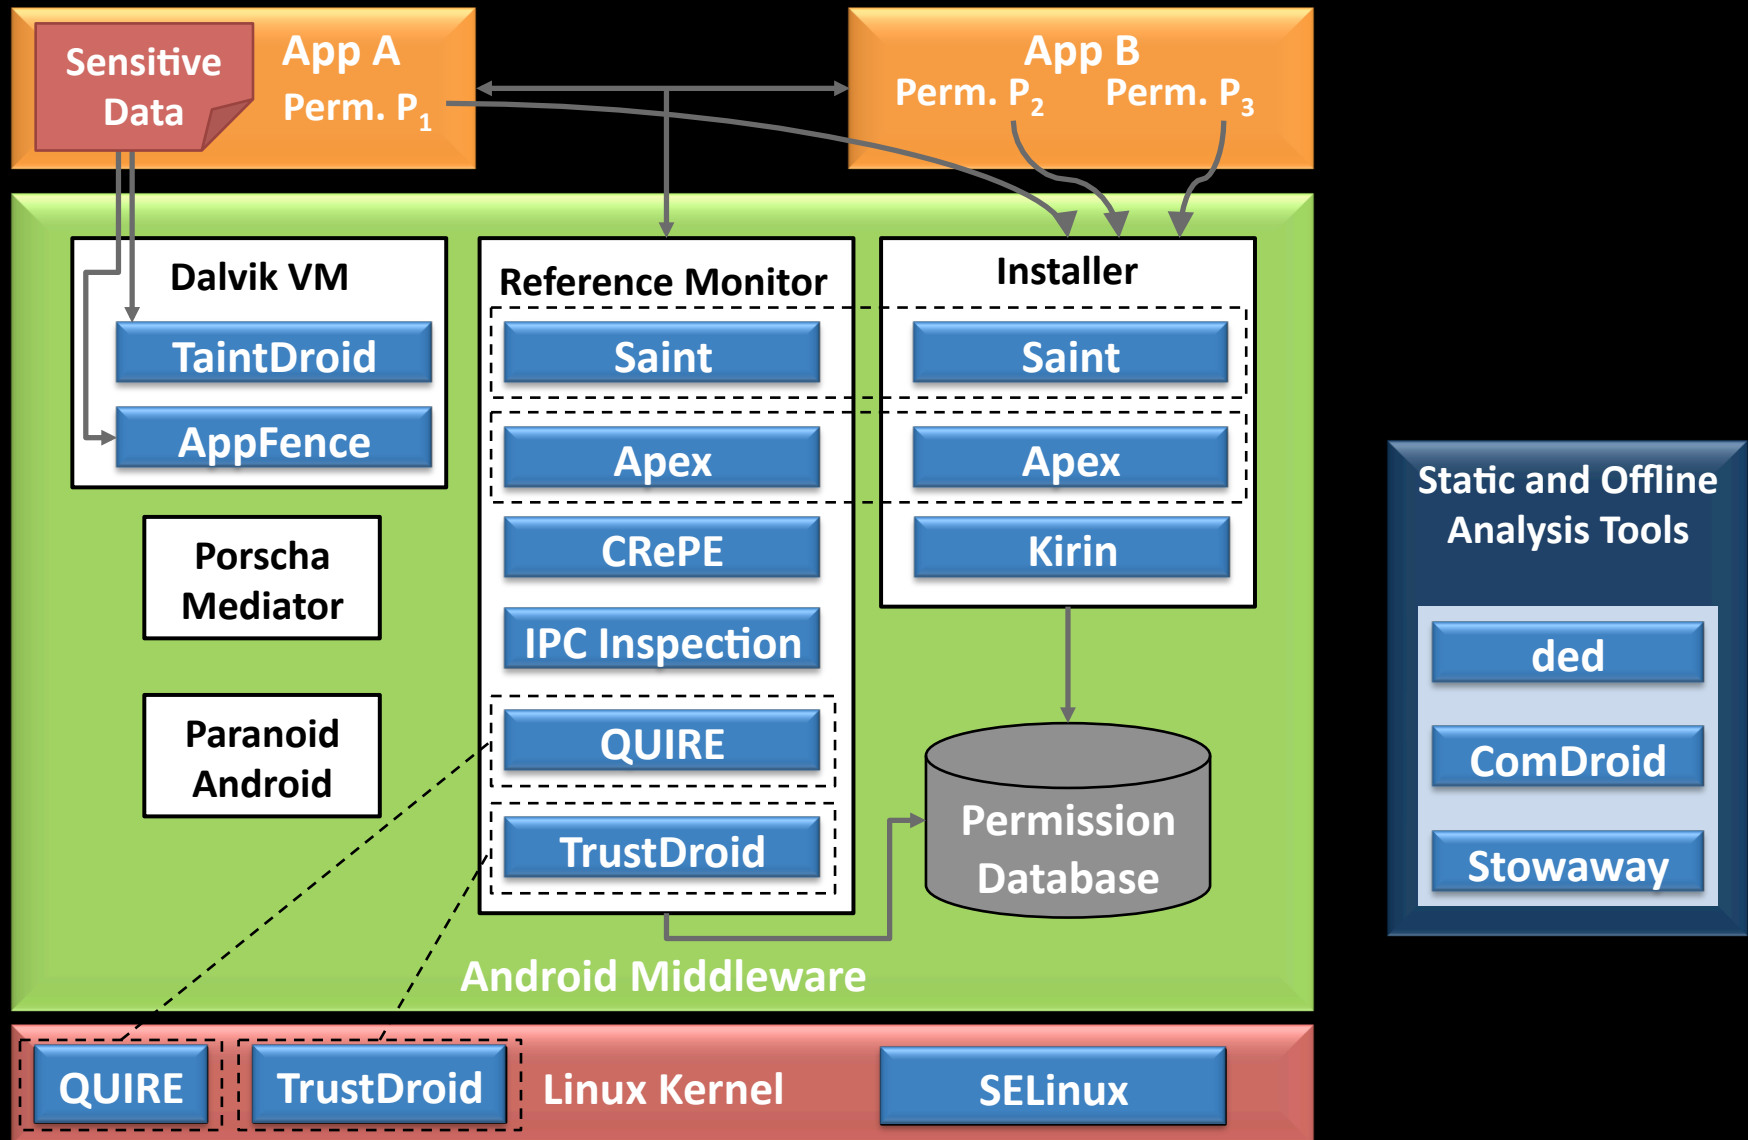 Sensitive
Data
App A
Perm. P1
App B
Perm. P2
Perm. P3
Dalvik VM
TaintDroid
AppFence
Porscha
Mediator
Paranoid
Android
Reference Monitor
Saint
Apex
CRePE
IPC Inspection
QUIRE
TrustDroid
Installer
Saint
Apex
Kirin
Permission
Database
Android Middleware
QUIRE
TrustDroid
Linux Kernel
SELinux
Static and Offline
Analysis Tools
ded
ComDroid
Stowaway